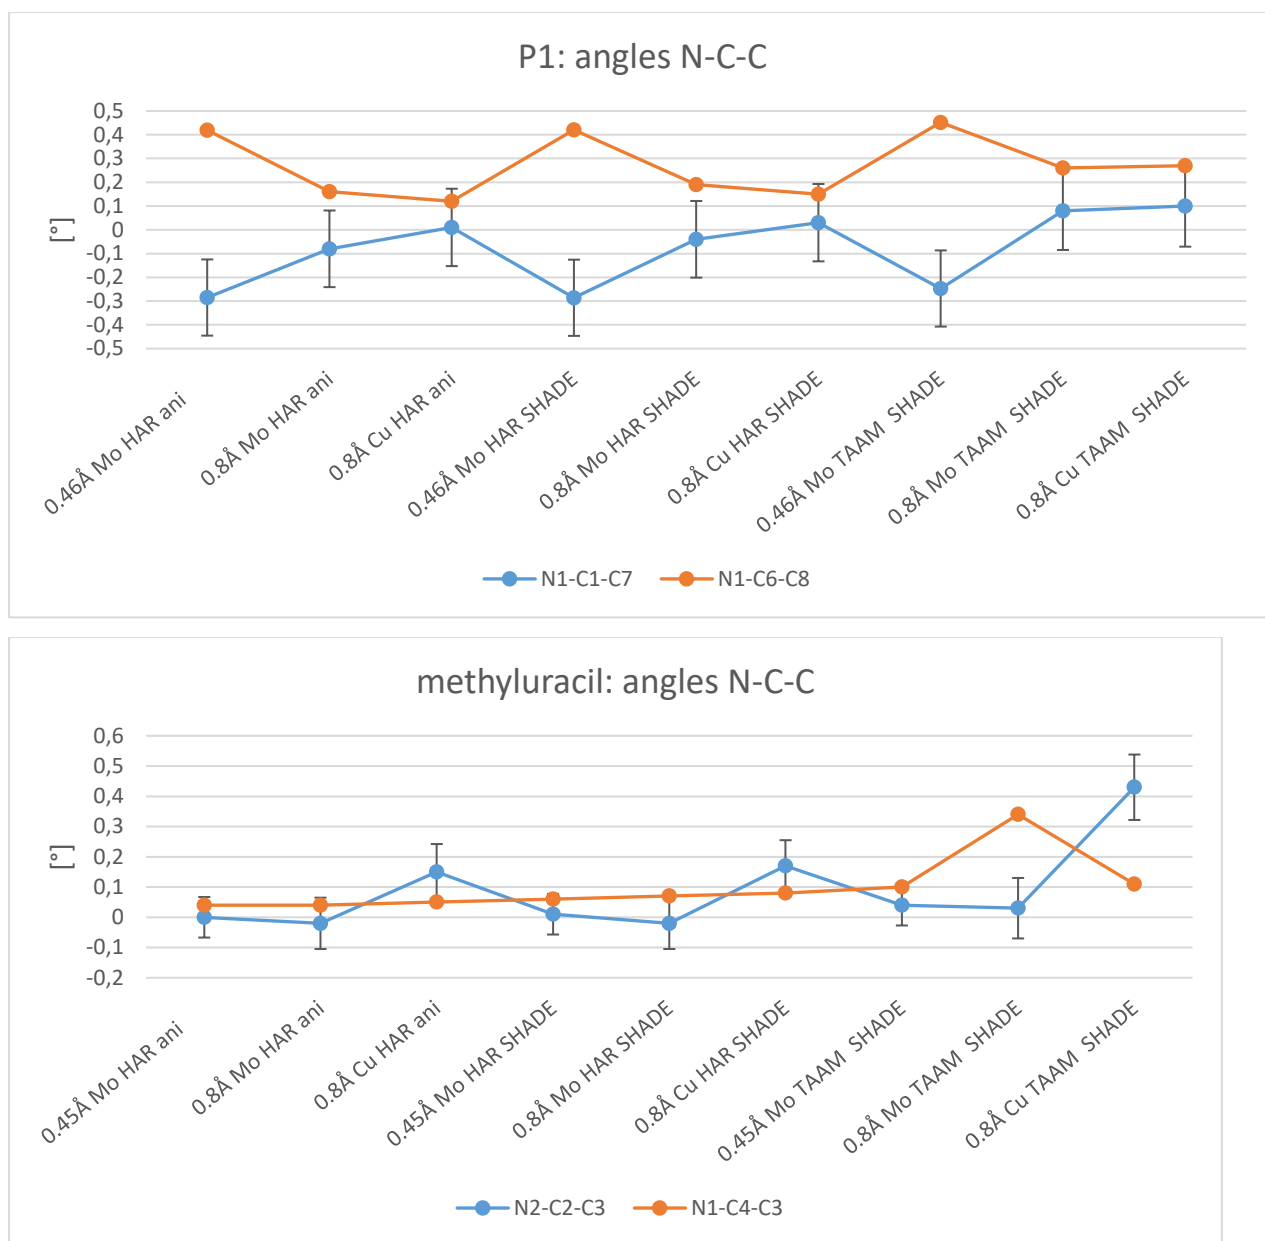 P1: angles N-C-C
[°]
0,5
0,4
0,3
0,2
0,1
0
-0,1
-0,2
-0,3
-0,4
-0,5
0.46Å Mo HAR ani
0.8Å Mo HAR ani
0.8Å Cu HAR ani
0.46Å Mo HAR SHADE
0.8Å Mo HAR SHADE
0.8Å Cu HAR SHADE
0.46Å Mo TAAM SHADE
0.8Å Mo TAAM SHADE
0.8Å Cu TAAM SHADE
N1-C1-C7 N1-C6-C8
methyluracil: angles N-C-C
[°]
0,6
0,5
0,4
0,3
0,2
0,1
0
-0,1
-0,2
0.45Å Mo HAR ani
0.8Å Mo HAR ani
0.8Å Cu HAR ani
0.45Å Mo HAR SHADE
0.8Å Mo HAR SHADE
0.8Å Cu HAR SHADE
0.45Å Mo TAAM SHADE
0.8Å Mo TAAM SHADE
0.8Å Cu TAAM SHADE
N2-C2-C3 N1-C4-C3